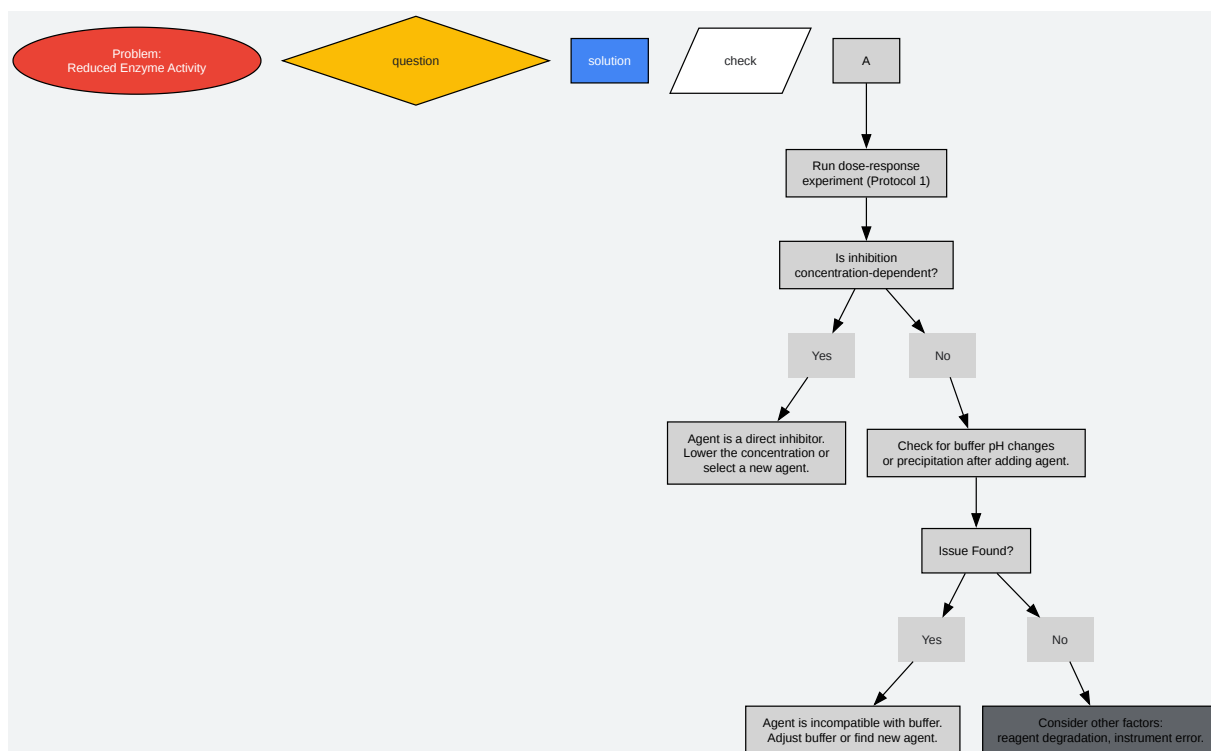 Problem:
Reduced Enzyme Activity
question
solution
check
A
Run dose-response
experiment (Protocol 1)
Is inhibition
concentration-dependent?
Yes
No
Agent is a direct inhibitor.
Lower the concentration or
select a new agent.
Check for buffer pH changes
or precipitation after adding agent.
Issue Found?
Yes
No
Agent is incompatible with buffer.
Adjust buffer or find new agent.
Consider other factors:
reagent degradation, instrument error.